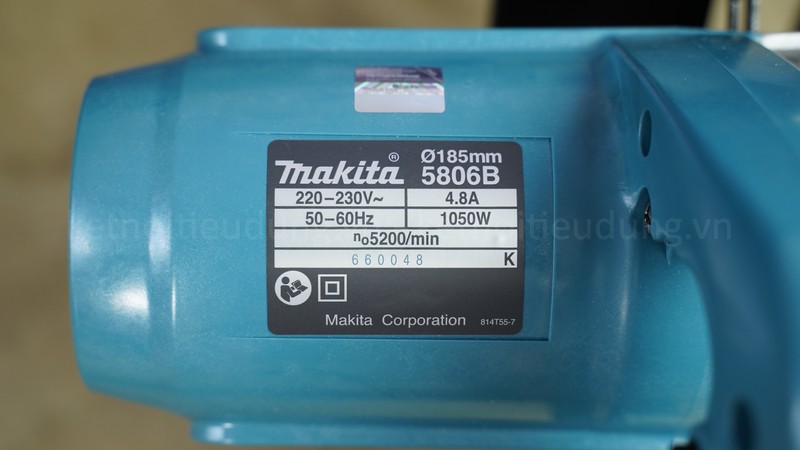 makita® Ø185mm
5806B
220–230V~ 4.8A
50–60Hz 1050W
n₀5200/min
660048 K
Makita Corporation 814T55-7